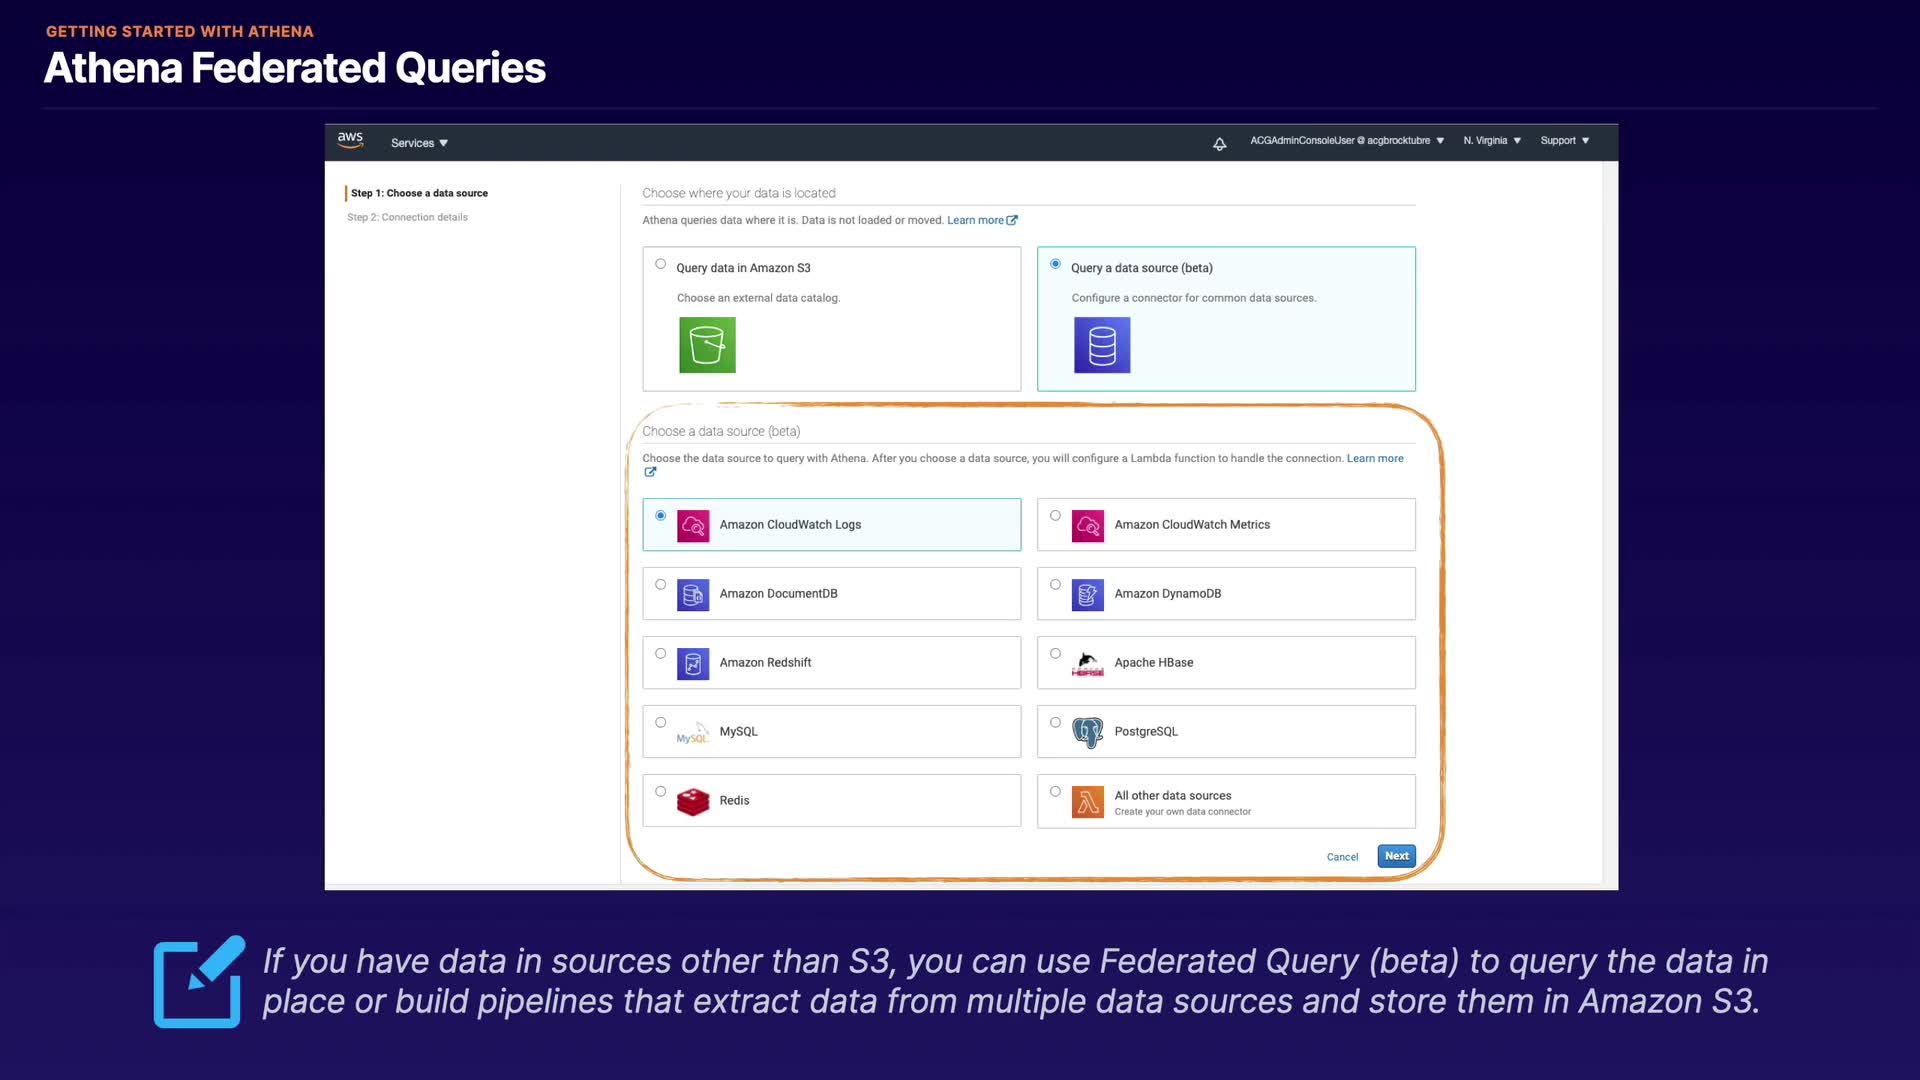 GETTING STARTED WITH ATHENA
Athena Federated Queries
aws
Services
ACGAdminConsoleUser @ acgbrocktubre
N. Virginia
Support
Step 1: Choose a data source
Step 2: Connection details
Choose where your data is located
Athena queries data where it is. Data is not loaded or moved. Learn more
Query data in Amazon S3
Choose an external data catalog.
Query a data source (beta)
Configure a connector for common data sources.
Choose a data source (beta)
Choose the data source to query with Athena. After you choose a data source, you will configure a Lambda function to handle the connection. Learn more
Amazon CloudWatch Logs
Amazon CloudWatch Metrics
Amazon DocumentDB
Amazon DynamoDB
Amazon Redshift
HBASE
Apache HBase
MySQL
MySQL
PostgreSQL
Redis
All other data sources
Create your own data connector
Cancel
Next
If you have data in sources other than S3, you can use Federated Query (beta) to query the data in
place or build pipelines that extract data from multiple data sources and store them in Amazon S3.